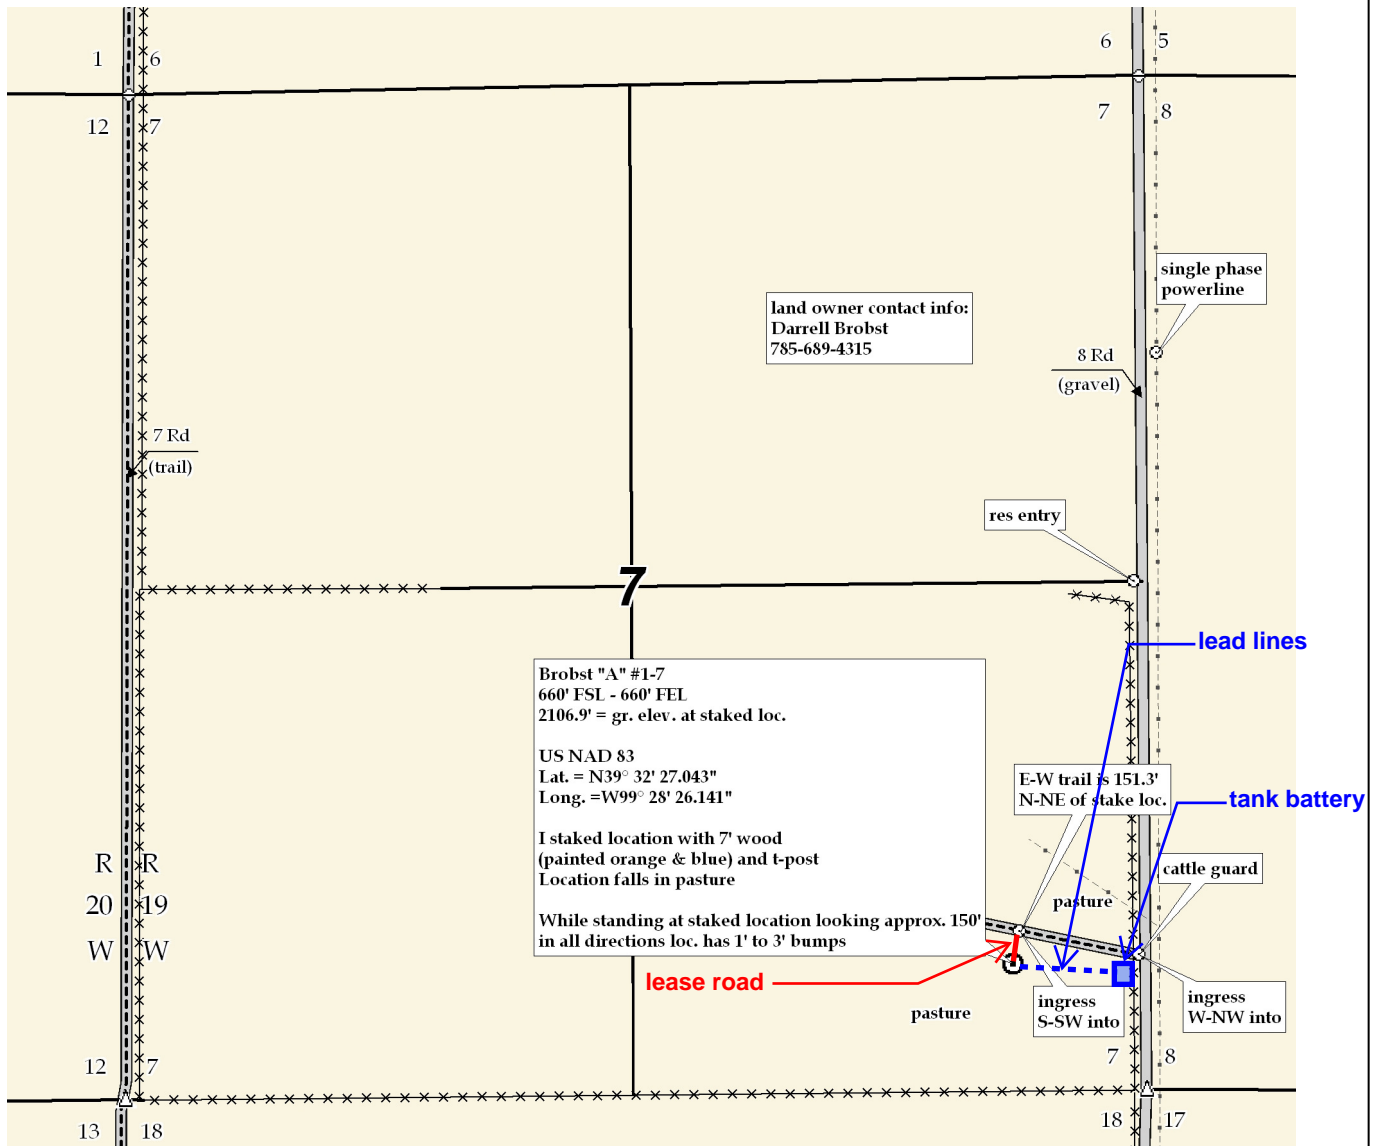 6 5
1 6
7 8
12 7
single phase
powerline
land owner contact info:
Darrell Brobst
785-689-4315
8 Rd
(gravel)
7 Rd
(trail)
res entry
7
lead lines
Brobst "A" #1-7
660' FSL - 660' FEL
2106.9' = gr. elev. at staked loc.
US NAD 83
Lat. = N39° 32' 27.043"
Long. =W99° 28' 26.141"
I staked location with 7' wood
(painted orange & blue) and t-post
Location falls in pasture
While standing at staked location looking approx. 150'
in all directions loc. has 1' to 3' bumps
E-W trail is 151.3'
N-NE of stake loc.
tank battery
cattle guard
pasture
R R
20 19
W W
lease road
ingress
S-SW into
ingress
W-NW into
pasture
7 8
12 7
18 17
13 18